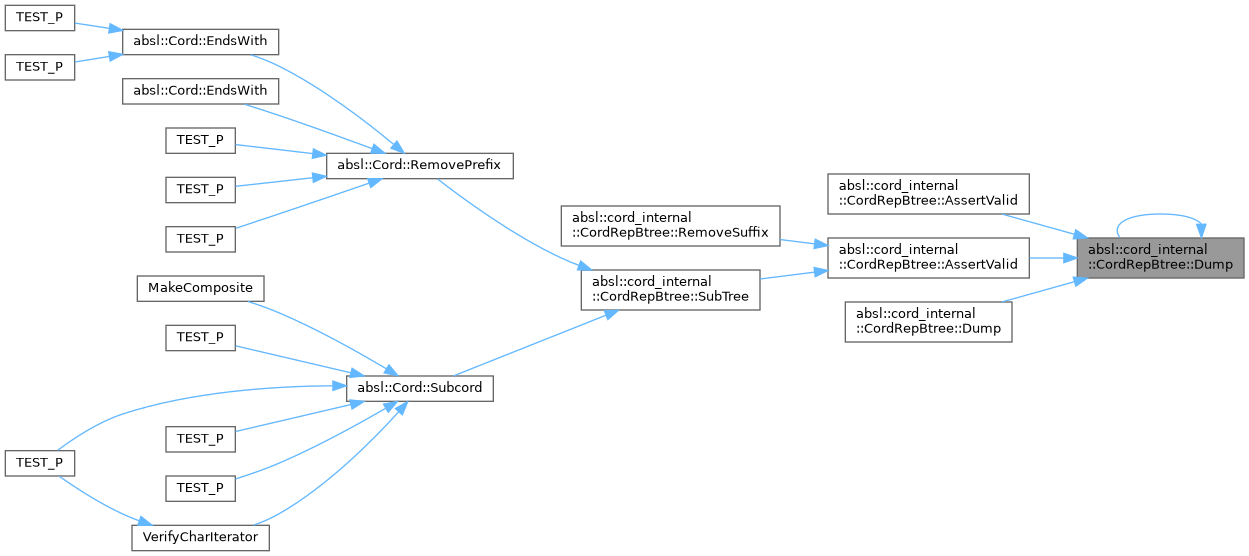 TEST_P
absl::Cord::EndsWith
TEST_P
absl::Cord::EndsWith
TEST_P
absl::Cord::RemovePrefix
TEST_P
TEST_P
absl::cord_internal
::CordRepBtree::AssertValid
absl::cord_internal
::CordRepBtree::RemoveSuffix
absl::cord_internal
::CordRepBtree::AssertValid
absl::cord_internal
::CordRepBtree::Dump
absl::cord_internal
::CordRepBtree::SubTree
absl::cord_internal
::CordRepBtree::Dump
MakeComposite
TEST_P
absl::Cord::Subcord
TEST_P
TEST_P
TEST_P
VerifyCharIterator